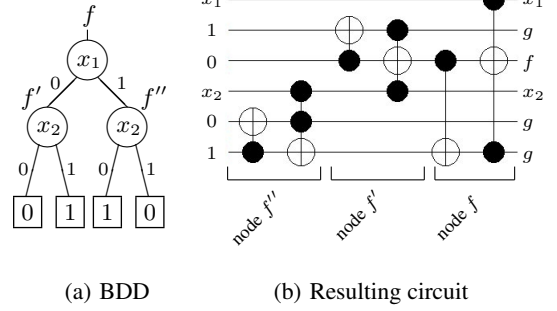 f
x₁
0 1
f′ f″
x₂ x₂
0 1 0 1
0 1 1 0
(a) BDD
x₁ x₁
1 g
0 f
x₂ x₂
0 g
1 g
node f″ node f′ node f
(b) Resulting circuit